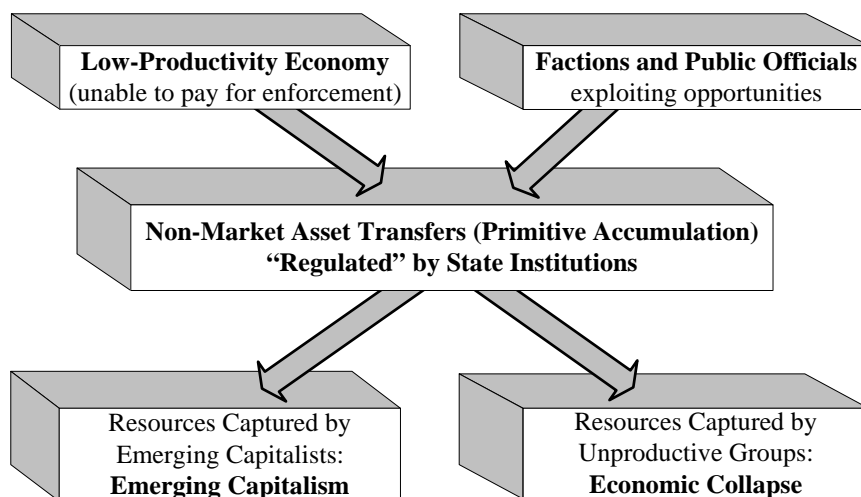 Low-Productivity Economy
(unable to pay for enforcement)
Factions and Public Officials
exploiting opportunities
Non-Market Asset Transfers (Primitive Accumulation)
“Regulated” by State Institutions
Resources Captured by
Emerging Capitalists:
Emerging Capitalism
Resources Captured by
Unproductive Groups:
Economic Collapse